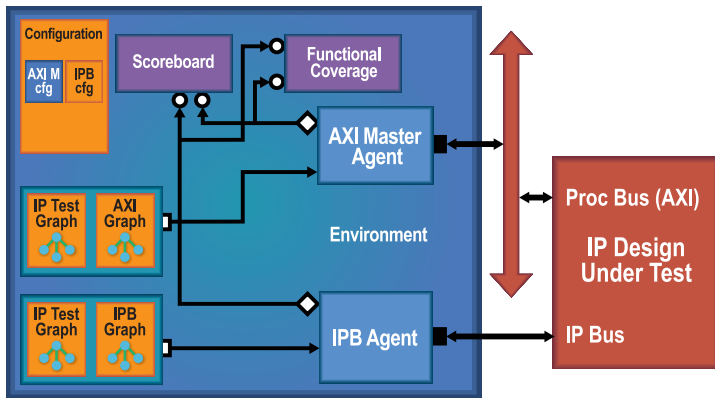 Configuration
AXI M
cfg
IPB
cfg
Scoreboard
Functional
Coverage
AXI Master
Agent
IP Test
Graph
AXI
Graph
Environment
Proc Bus (AXI)
IP Design
Under Test
IP Bus
IP Test
Graph
IPB
Graph
IPB Agent